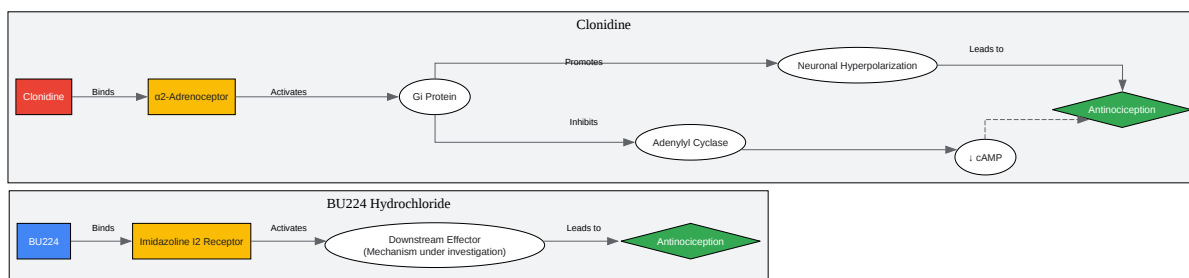 Clonidine
Clonidine
Binds
α2-Adrenoceptor
Activates
Gi Protein
Promotes
Neuronal Hyperpolarization
Leads to
Antinociception
Inhibits
Adenylyl Cyclase
↓ cAMP
BU224 Hydrochloride
BU224
Binds
Imidazoline I2 Receptor
Activates
Downstream Effector
(Mechanism under investigation)
Leads to
Antinociception